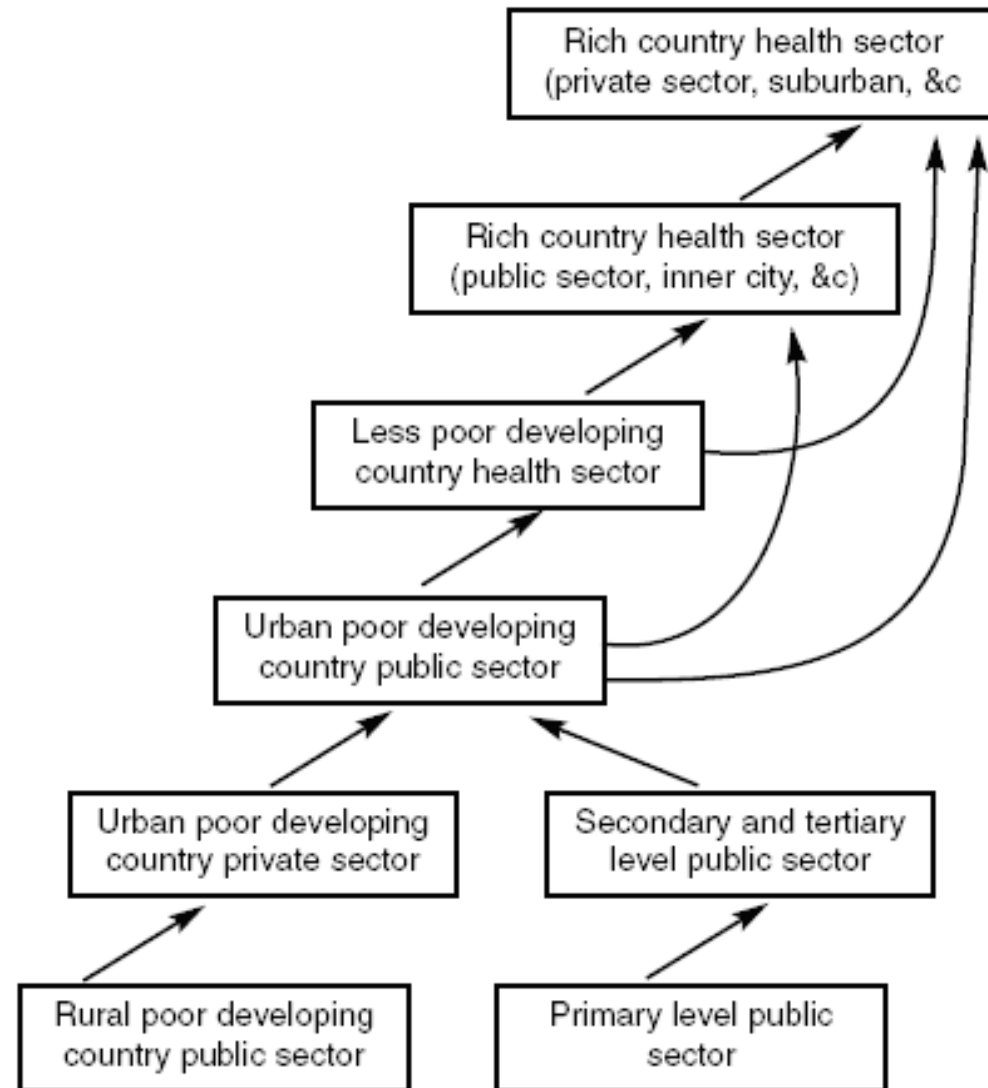 Rich country health sector
(private sector, suburban, &c
Rich country health sector
(public sector, inner city, &c)
Less poor developing
country health sector
Urban poor developing
country public sector
Urban poor developing
country private sector
Secondary and tertiary
level public sector
Rural poor developing
country public sector
Primary level public
sector